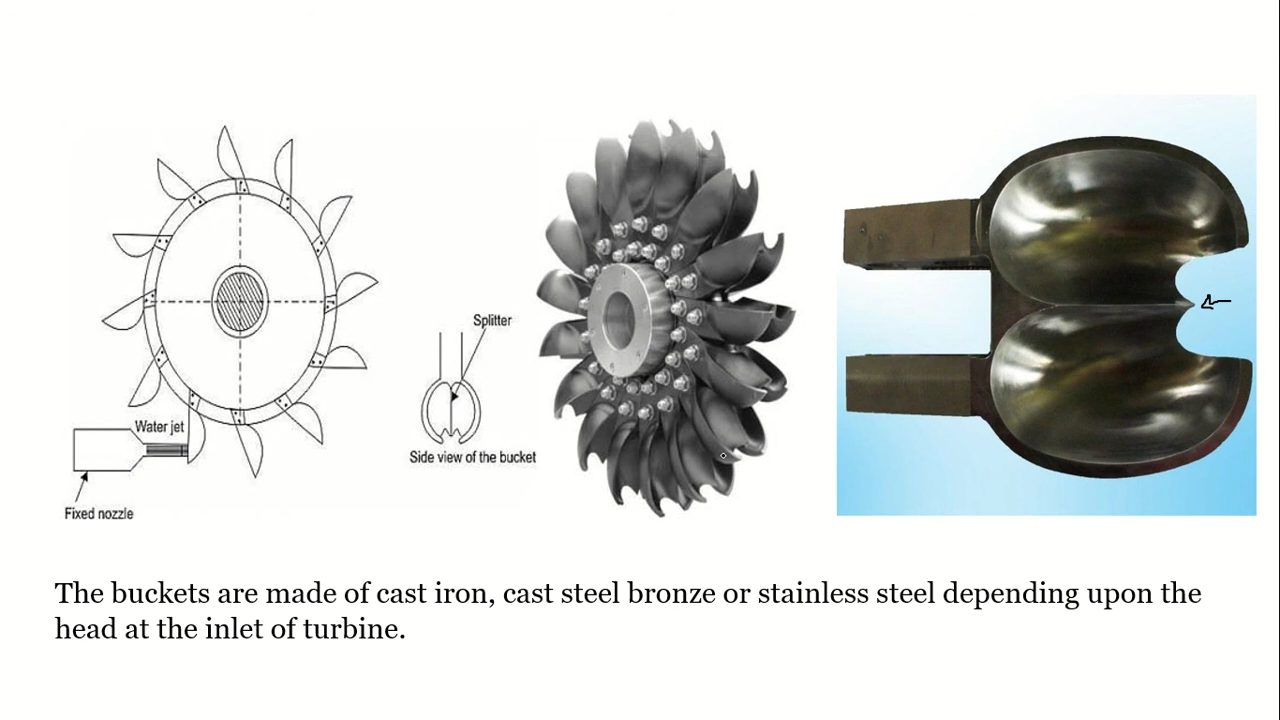 Splitter
Water jet
Side view of the bucket
Fixed nozzle
The buckets are made of cast iron, cast steel bronze or stainless steel depending upon the
head at the inlet of turbine.